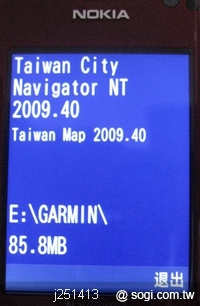 NOKIA
Taiwan City
Navigator NT
2009.40
Taiwan Map 2009.40
E:\GARMIN\
85.8MB
退出
j251413 @ sogi.com.tw